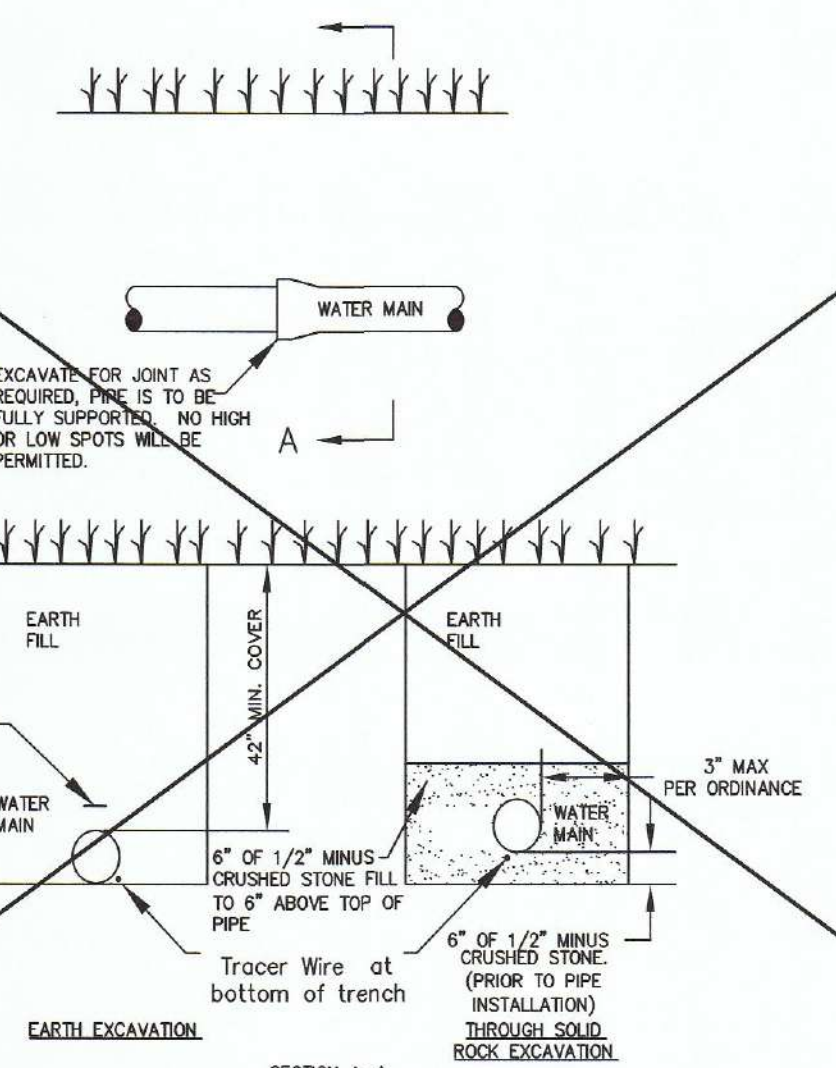 WATER MAIN
EXCAVATE FOR JOINT AS
REQUIRED, PIPE IS TO BE
FULLY SUPPORTED. NO HIGH
OR LOW SPOTS WILL BE
PERMITTED.
A
EARTH
FILL
42" MIN. COVER
EARTH
FILL
3" MAX
PER ORDINANCE
WATER
MAIN
WATER
MAIN
6" OF 1/2" MINUS
CRUSHED STONE FILL
TO 6" ABOVE TOP OF
PIPE
Tracer Wire at
bottom of trench
6" OF 1/2" MINUS
CRUSHED STONE.
(PRIOR TO PIPE
INSTALLATION)
EARTH EXCAVATION
THROUGH SOLID
ROCK EXCAVATION